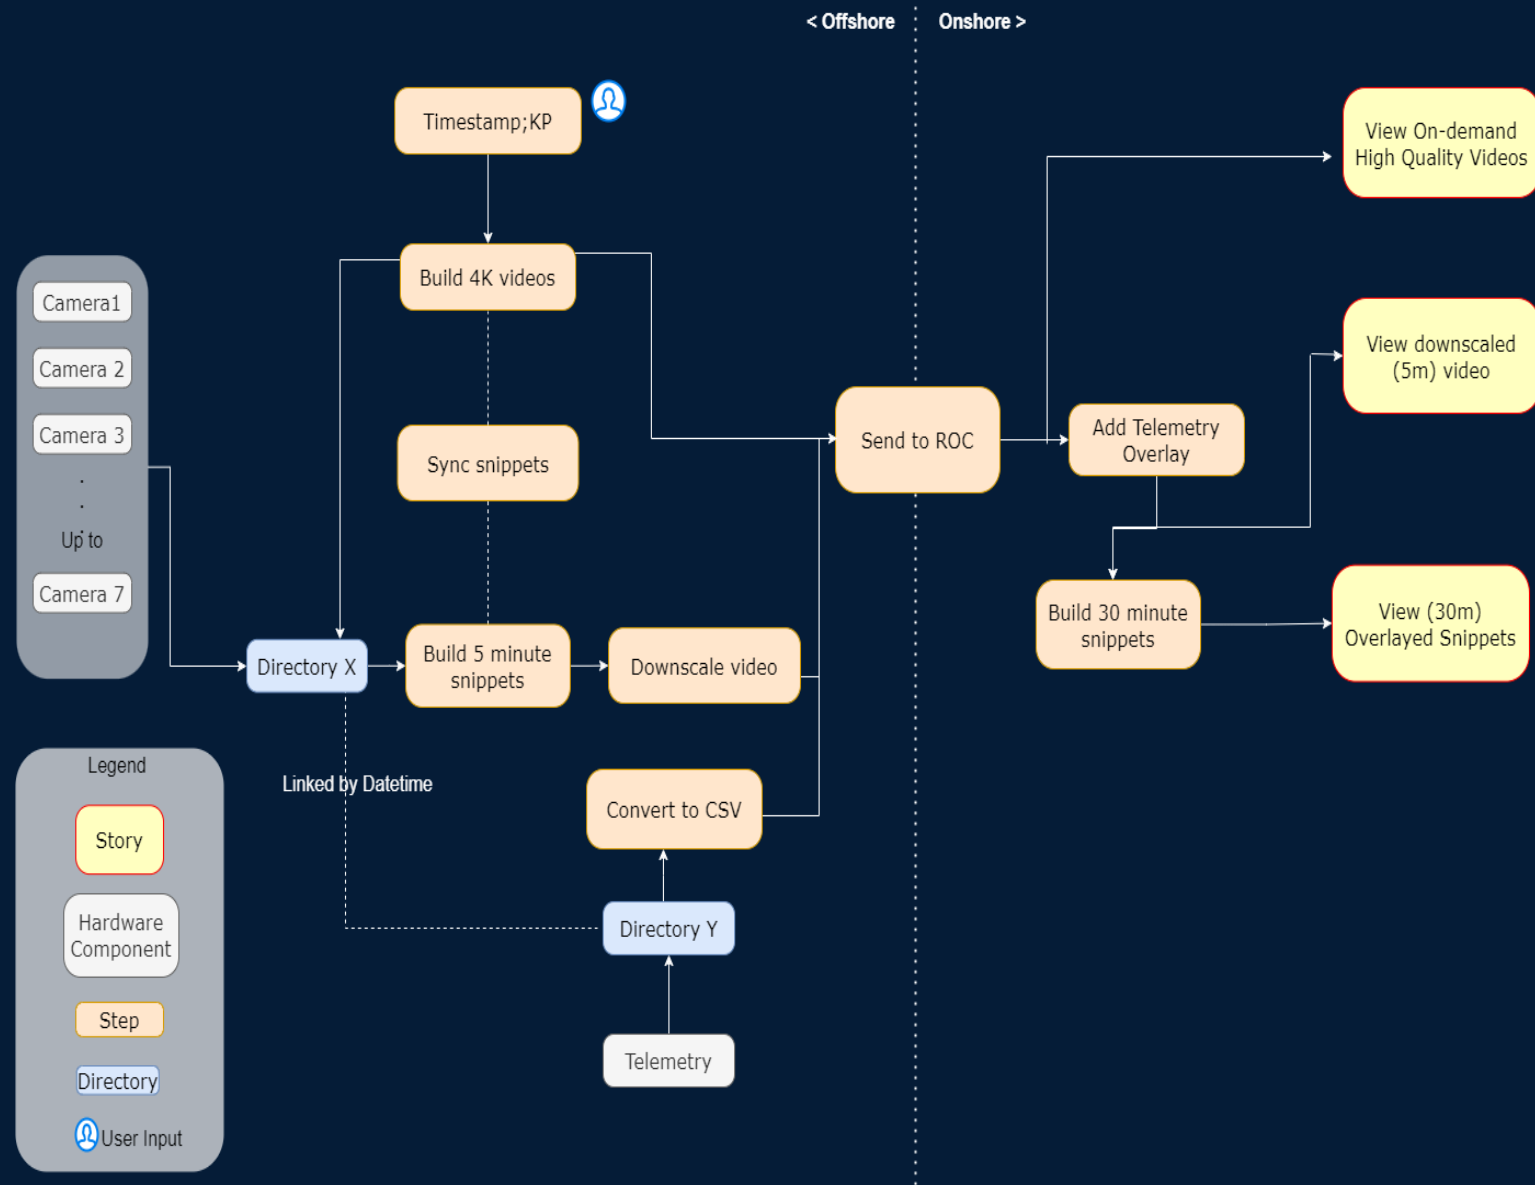 < Offshore
Onshore >
Timestamp;KP
View On-demand
High Quality Videos
Build 4K videos
Camera1
Camera 2
Camera 3
.
.
.
Up to
Camera 7
View downscaled
(5m) video
Sync snippets
Send to ROC
Add Telemetry
Overlay
Directory X
Build 5 minute
snippets
Downscale video
Build 30 minute
snippets
View (30m)
Overlayed Snippets
Linked by Datetime
Convert to CSV
Directory Y
Telemetry
Legend
Story
Hardware
Component
Step
Directory
User Input